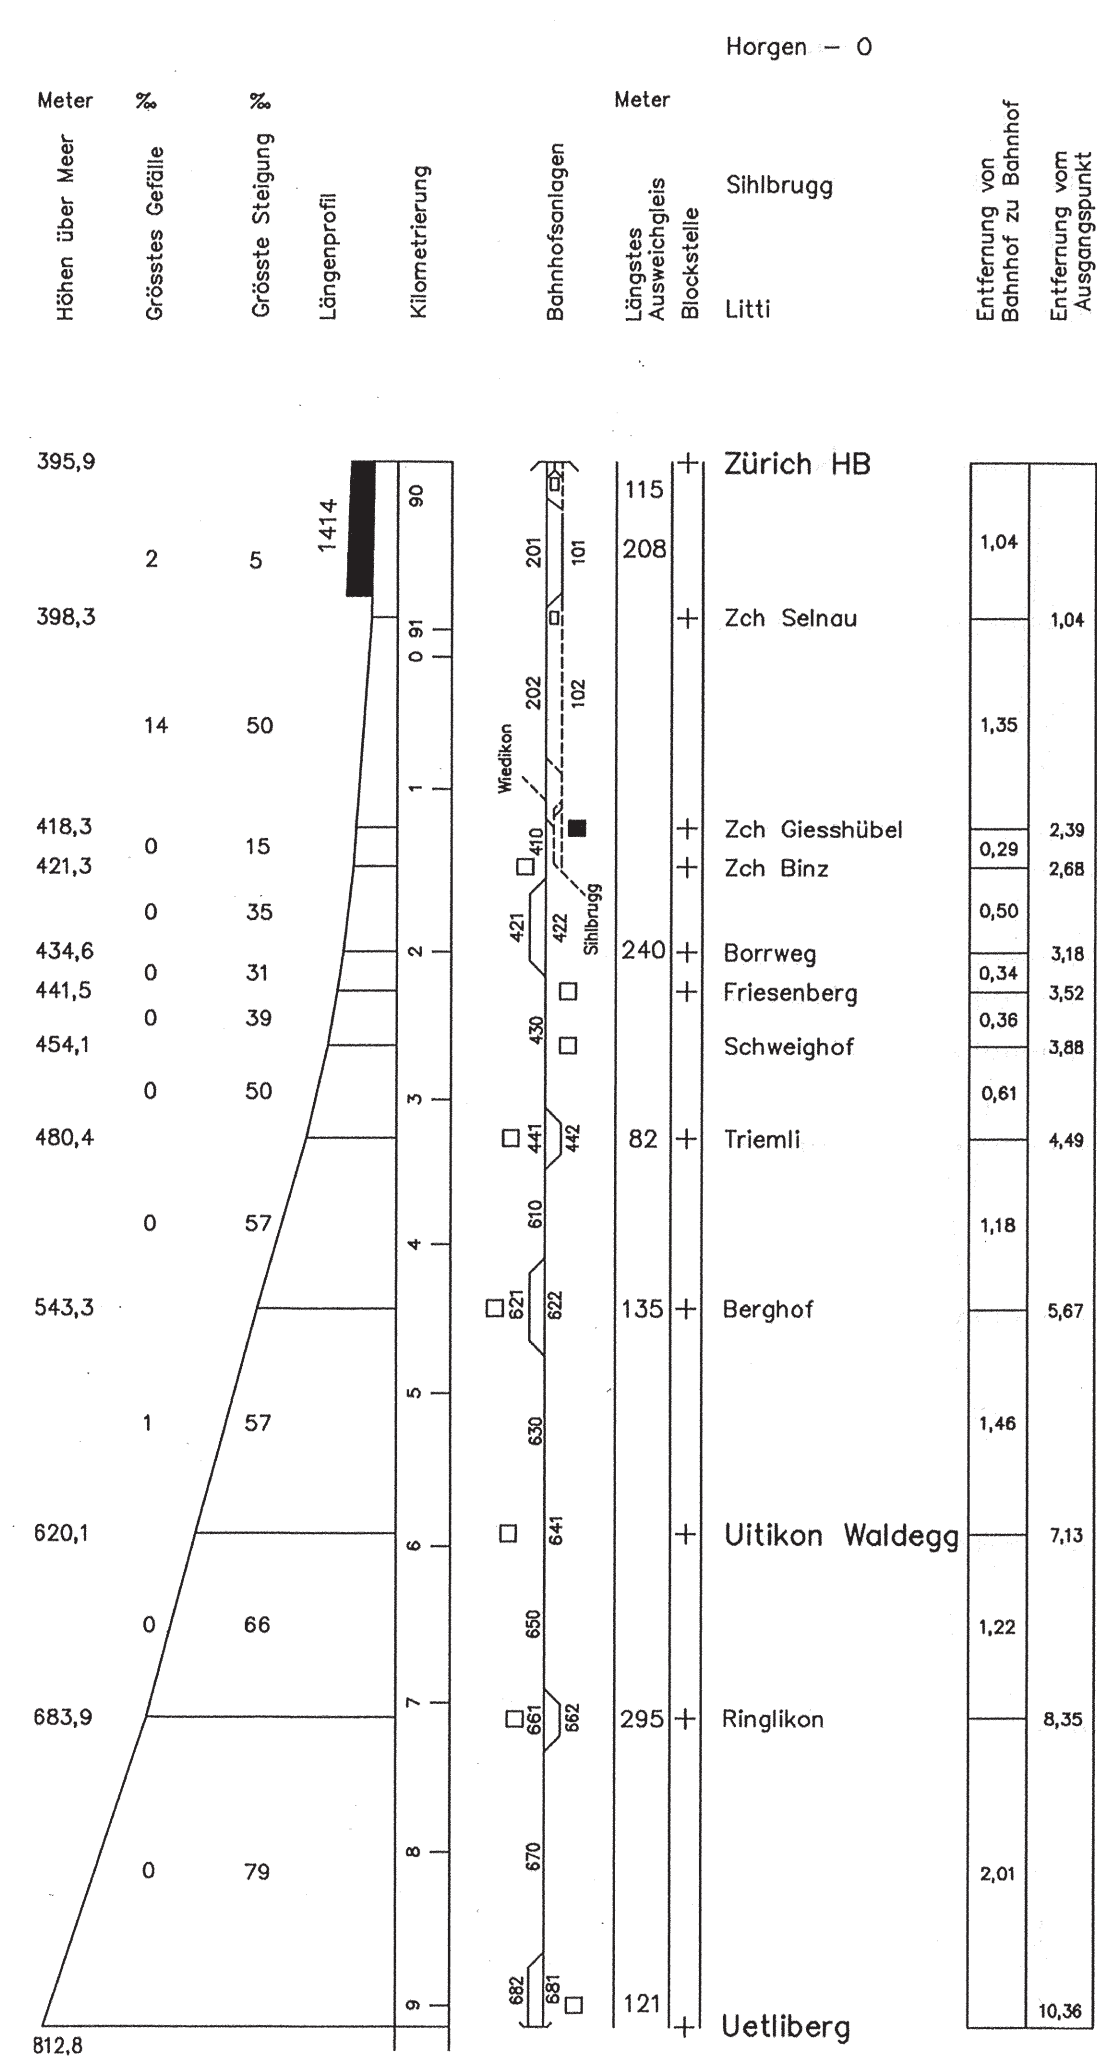 Horgen – 0
Meter ‰ ‰ Meter
Höhen über Meer
Grösstes Gefälle
Grösste Steigung
Längenprofil
Kilometrierung
Bahnhofsanlagen
Längstes
Ausweichgleis
Blockstelle
Sihlbrugg
Litti
Entfernung von
Bahnhof zu Bahnhof
Entfernung vom
Ausgangspunkt
395,9 Zürich HB
90 115
1414 201 101 208 1,04
2 5
398,3 Zch Selnau 1,04
91
0
202 102
14 50 1,35
Wiedikon
1
418,3 Zch Giesshübel 2,39
0 15 410 0,29
421,3 Zch Binz 2,68
0 35 421 422 Sihlbrugg 0,50
434,6 2 240 Borrweg 3,18
0 31 0,34
441,5 Friesenberg 3,52
0 39 430 0,36
454,1 Schweighof 3,88
0 50 3 0,61
480,4 441 442 82 Triemli 4,49
0 57 610 1,18
4
543,3 621 622 135 Berghof 5,67
5
1 57 630 1,46
620,1 641 Uitikon Waldegg 7,13
6
0 66 650 1,22
7
683,9 661 662 295 Ringlikon 8,35
8
0 79 670 2,01
9 682 681 121 10,36
Uetliberg
812,8